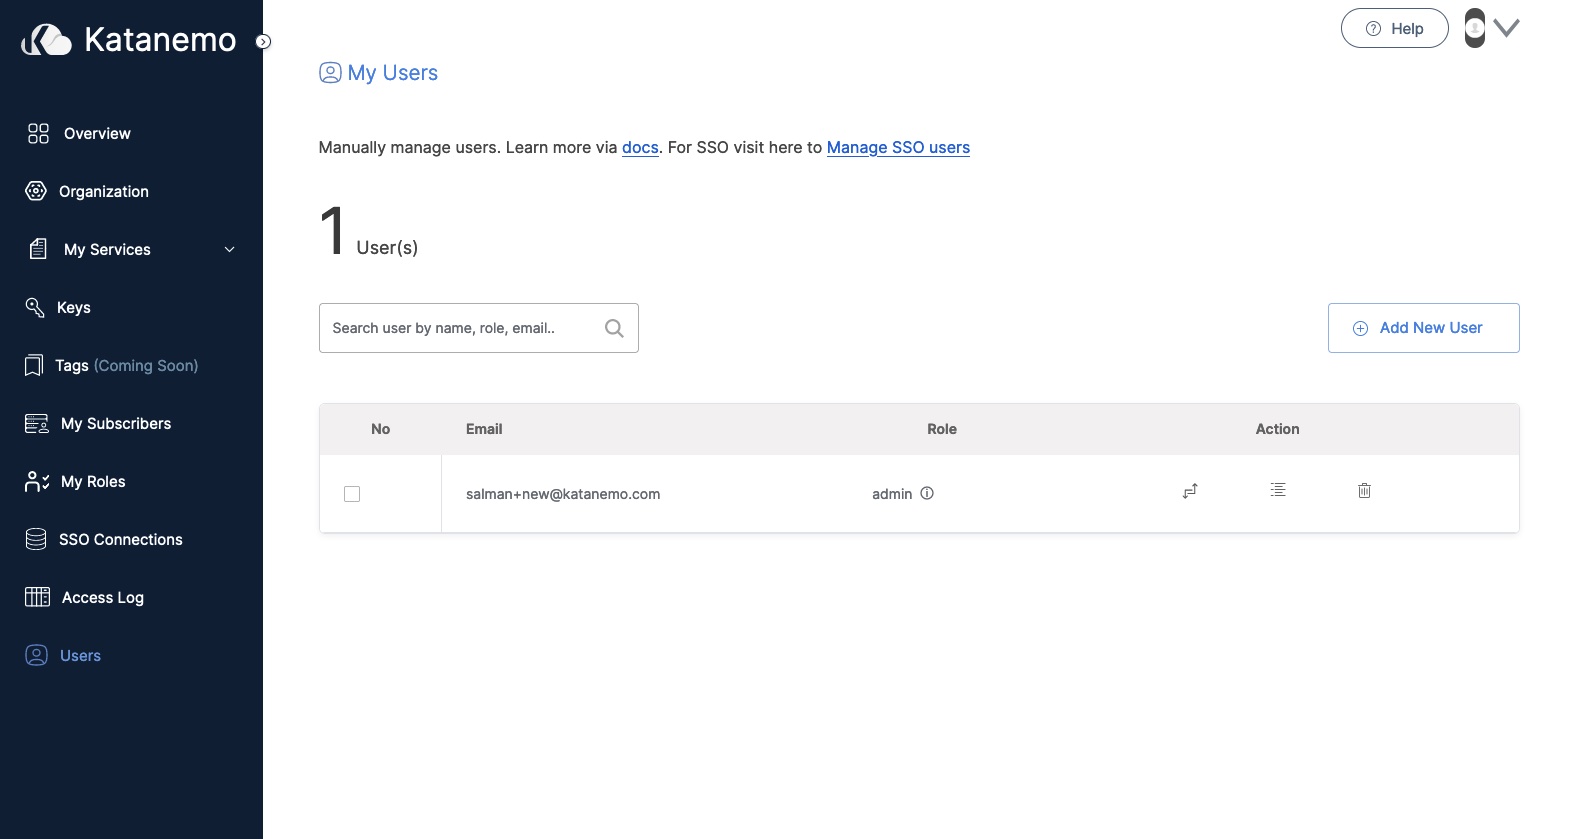 Katanemo
Help
My Users
Overview
Manually manage users. Learn more via docs. For SSO visit here to Manage SSO users
Organization
1 User(s)
My Services
Keys
Search user by name, role, email..
Add New User
Tags (Coming Soon)
My Subscribers
No Email Role Action
My Roles
salman+new@katanemo.com admin
SSO Connections
Access Log
Users